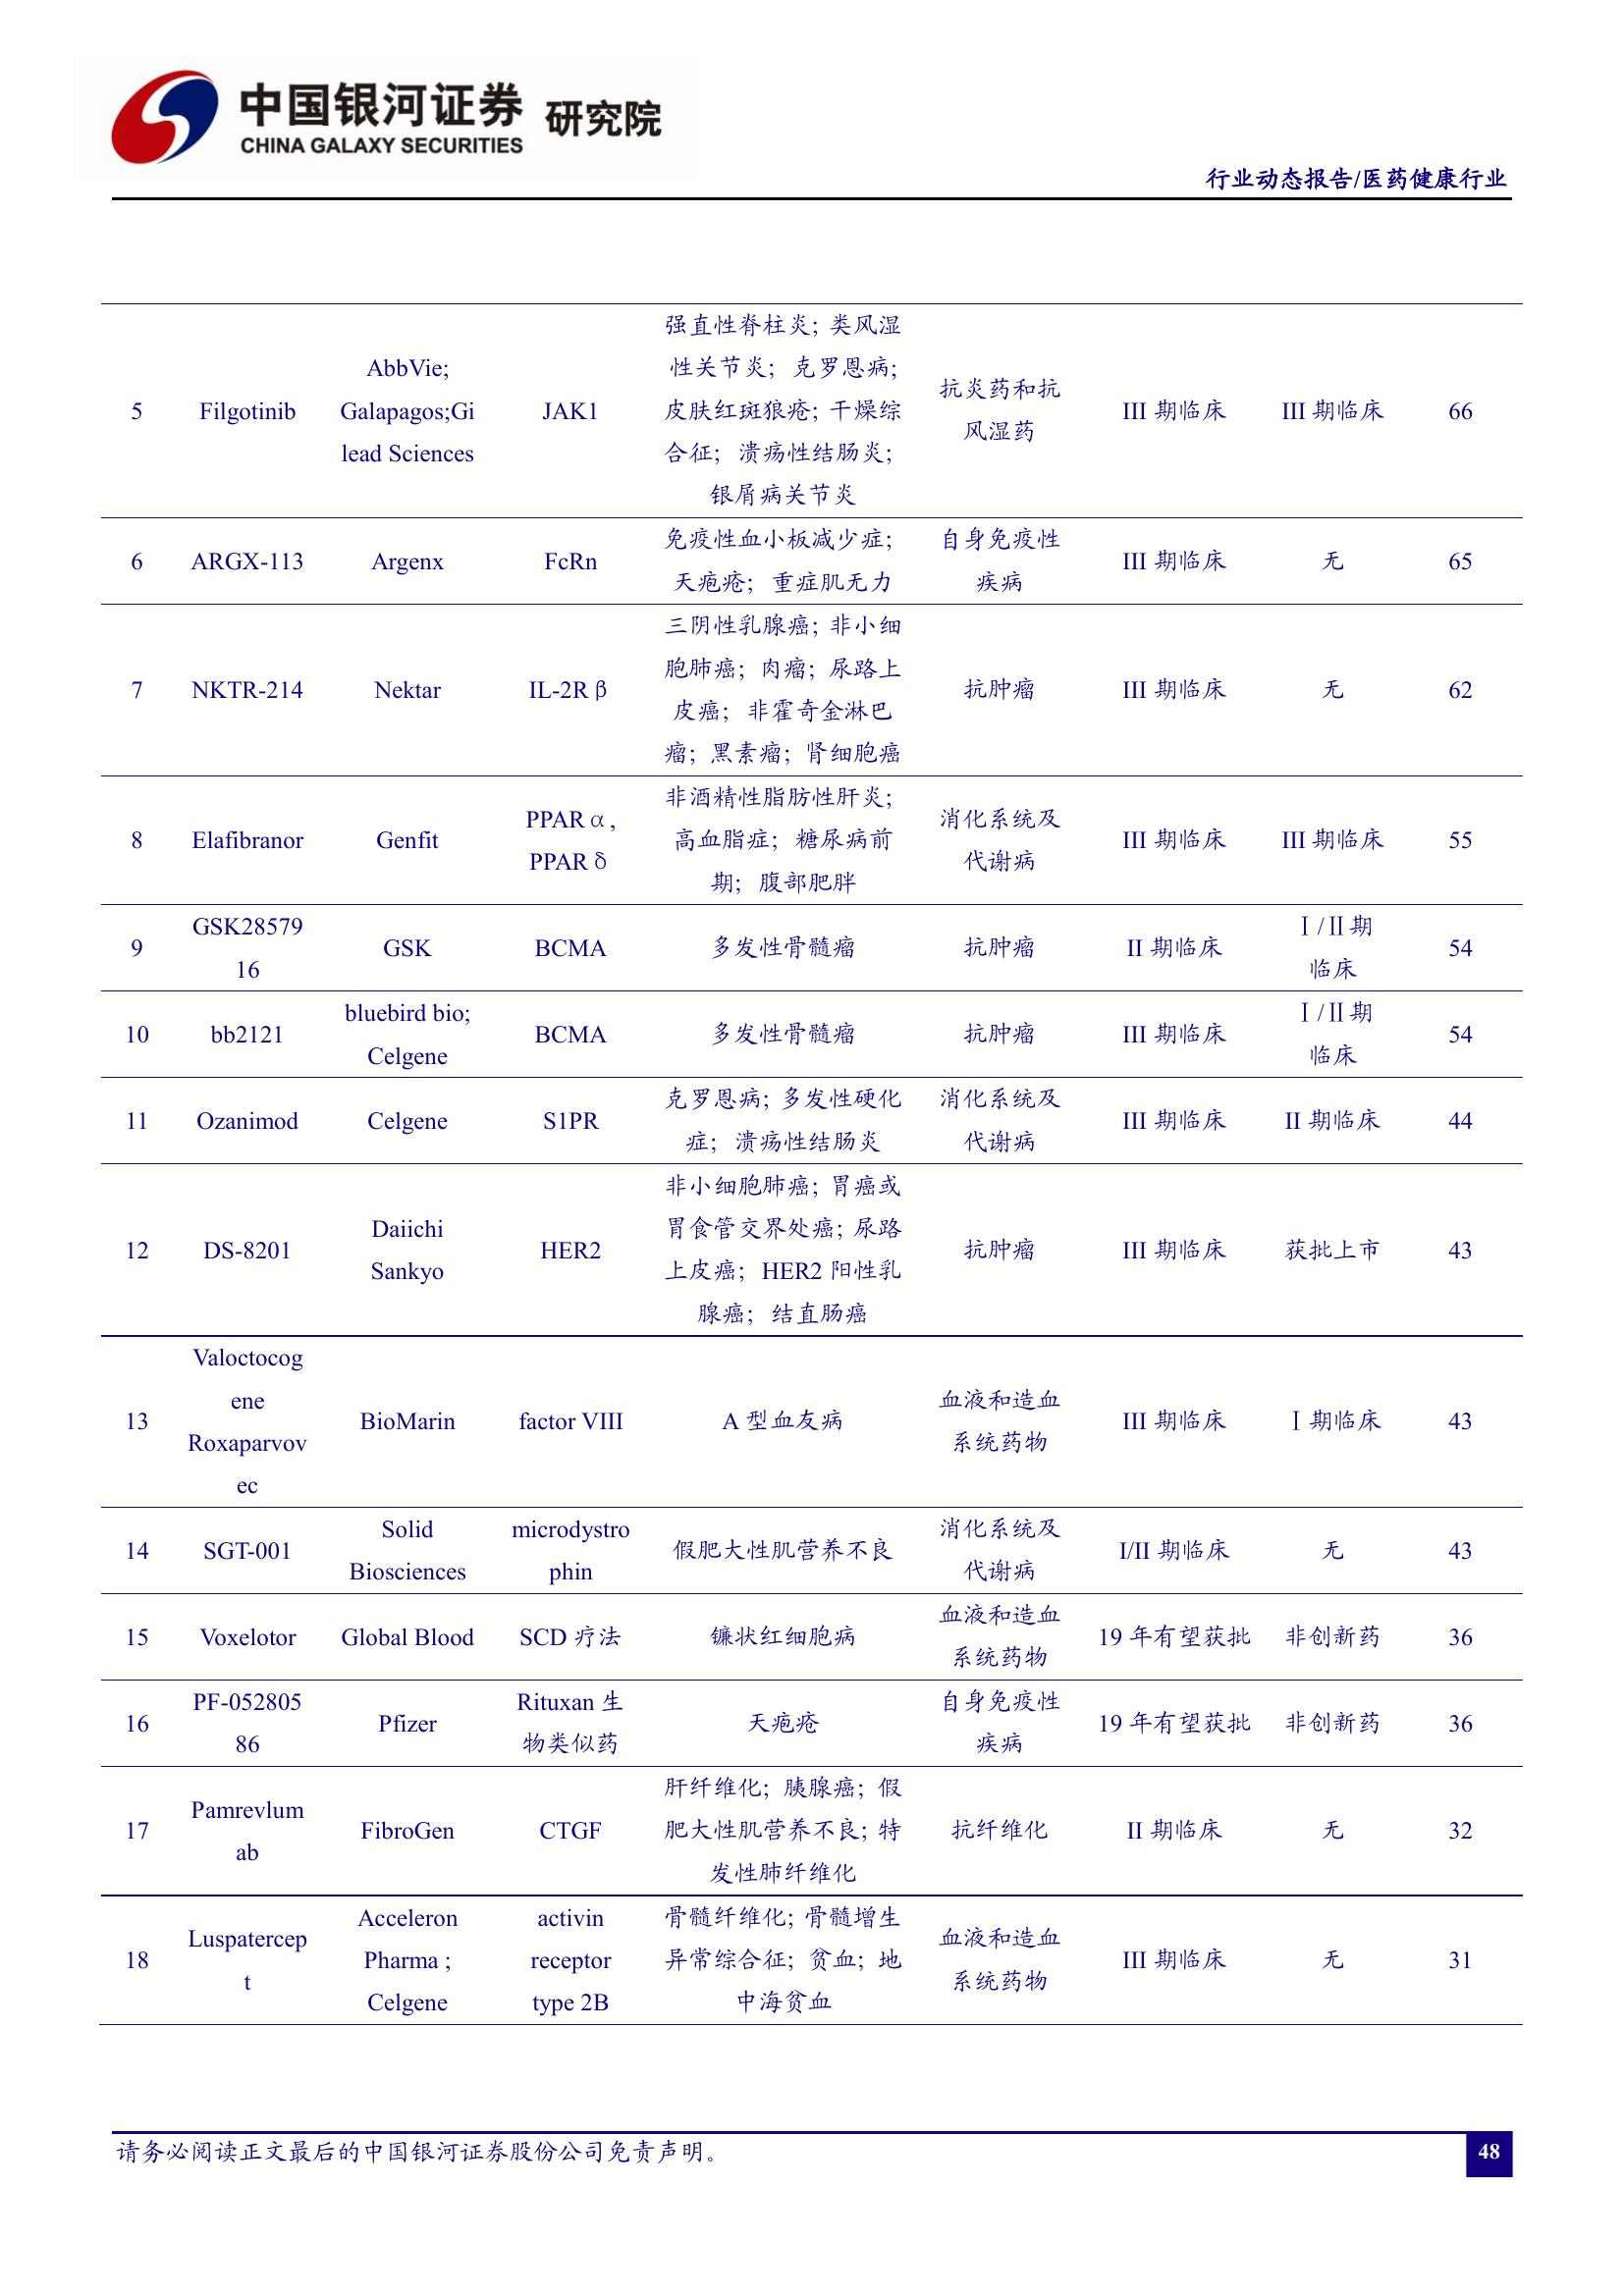 中国银河证券 研究院
CHINA GALAXY SECURITIES
行业动态报告/医药健康行业
5 Filgotinib AbbVie; Galapagos;Gi lead Sciences JAK1 强直性脊柱炎；类风湿性关节炎；克罗恩病；皮肤红斑狼疮；干燥综合征；溃疡性结肠炎；银屑病关节炎 抗炎药和抗风湿药 III 期临床 III 期临床 66
6 ARGX-113 Argenx FcRn 免疫性血小板减少症；天疱疮；重症肌无力 自身免疫性疾病 III 期临床 无 65
7 NKTR-214 Nektar IL-2Rβ 三阴性乳腺癌；非小细胞肺癌；肉瘤；尿路上皮癌；非霍奇金淋巴瘤；黑素瘤；肾细胞癌 抗肿瘤 III 期临床 无 62
8 Elafibranor Genfit PPARα, PPARδ 非酒精性脂肪性肝炎；高血脂症；糖尿病前期；腹部肥胖 消化系统及代谢病 III 期临床 III 期临床 55
9 GSK2857916 GSK BCMA 多发性骨髓瘤 抗肿瘤 II 期临床 Ⅰ/Ⅱ期临床 54
10 bb2121 bluebird bio; Celgene BCMA 多发性骨髓瘤 抗肿瘤 III 期临床 Ⅰ/Ⅱ期临床 54
11 Ozanimod Celgene S1PR 克罗恩病；多发性硬化症；溃疡性结肠炎 消化系统及代谢病 III 期临床 II 期临床 44
12 DS-8201 Daiichi Sankyo HER2 非小细胞肺癌；胃癌或胃食管交界处癌；尿路上皮癌；HER2 阳性乳腺癌；结直肠癌 抗肿瘤 III 期临床 获批上市 43
13 Valoctocogene Roxaparvovec BioMarin factor VIII A 型血友病 血液和造血系统药物 III 期临床 Ⅰ期临床 43
14 SGT-001 Solid Biosciences microdystrophin 假肥大性肌营养不良 消化系统及代谢病 I/II 期临床 无 43
15 Voxelotor Global Blood SCD 疗法 镰状红细胞病 血液和造血系统药物 19 年有望获批 非创新药 36
16 PF-05280586 Pfizer Rituxan 生物类似药 天疱疮 自身免疫性疾病 19 年有望获批 非创新药 36
17 Pamrevlumab FibroGen CTGF 肝纤维化；胰腺癌；假肥大性肌营养不良；特发性肺纤维化 抗纤维化 II 期临床 无 32
18 Luspatercept Acceleron Pharma ; Celgene activin receptor type 2B 骨髓纤维化；骨髓增生异常综合征；贫血；地中海贫血 血液和造血系统药物 III 期临床 无 31
请务必阅读正文最后的中国银河证券股份公司免责声明。
48